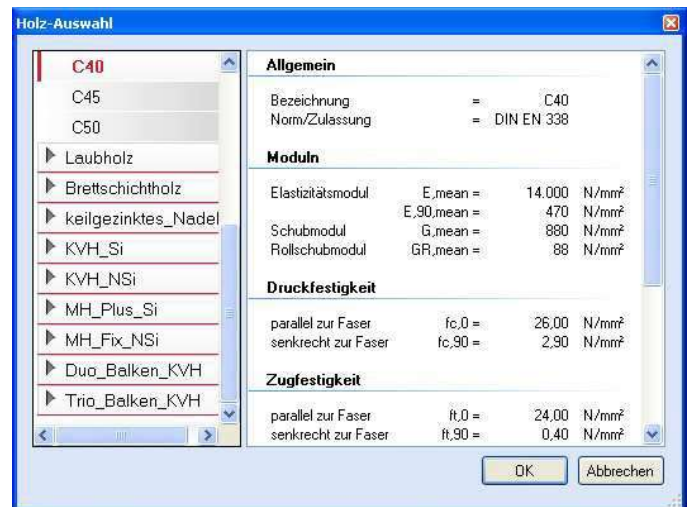 Holz-Auswahl
C40
C45
C50
Laubholz
Brettschichtholz
keilgezinktes_Nadel
KVH_Si
KVH_NSi
MH_Plus_Si
MH_Fix_NSi
Duo_Balken_KVH
Trio_Balken_KVH
Allgemein
Bezeichnung = C40
Norm/Zulassung = DIN EN 338
Moduln
Elastizitätsmodul E,mean = 14.000 N/mm²
E,90,mean = 470 N/mm²
Schubmodul G,mean = 880 N/mm²
Rollschubmodul GR,mean = 88 N/mm²
Druckfestigkeit
parallel zur Faser fc,0 = 26,00 N/mm²
senkrecht zur Faser fc,90 = 2,90 N/mm²
Zugfestigkeit
parallel zur Faser ft,0 = 24,00 N/mm²
senkrecht zur Faser ft,90 = 0,40 N/mm²
OK
Abbrechen